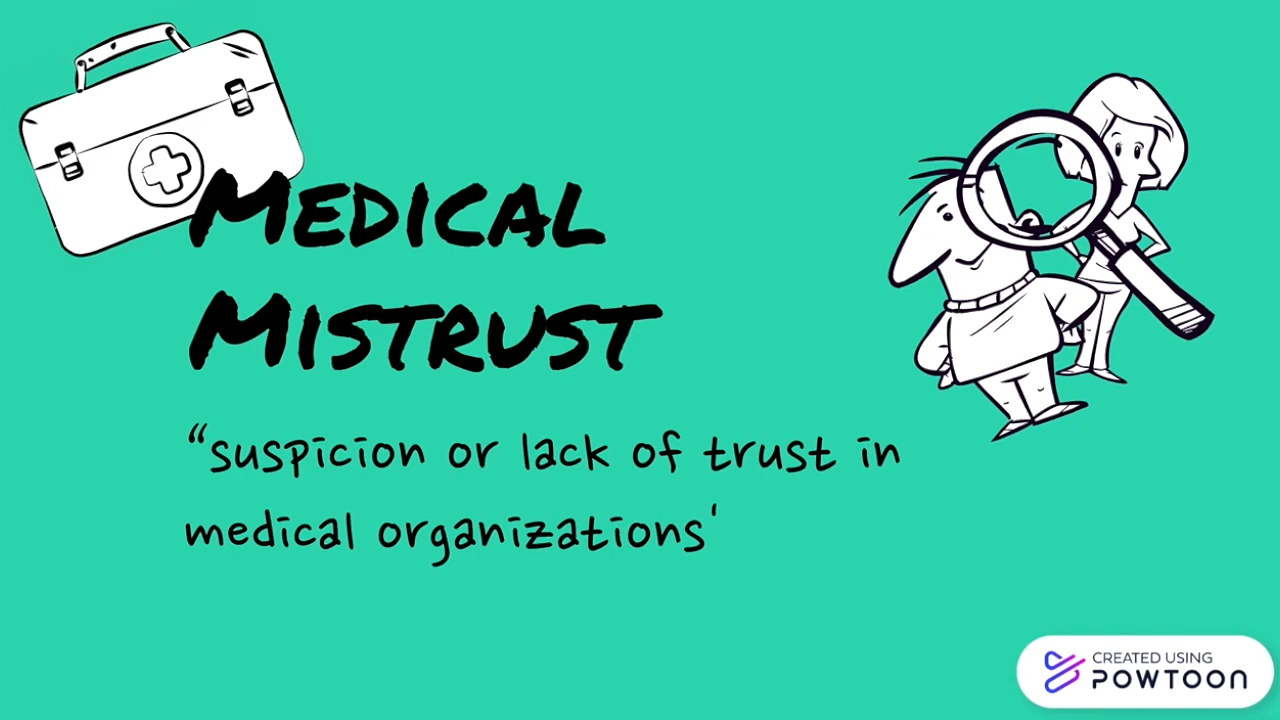 Medical
Mistrust
“suspicion or lack of trust in
medical organizations'
CREATED USING
POWTOON